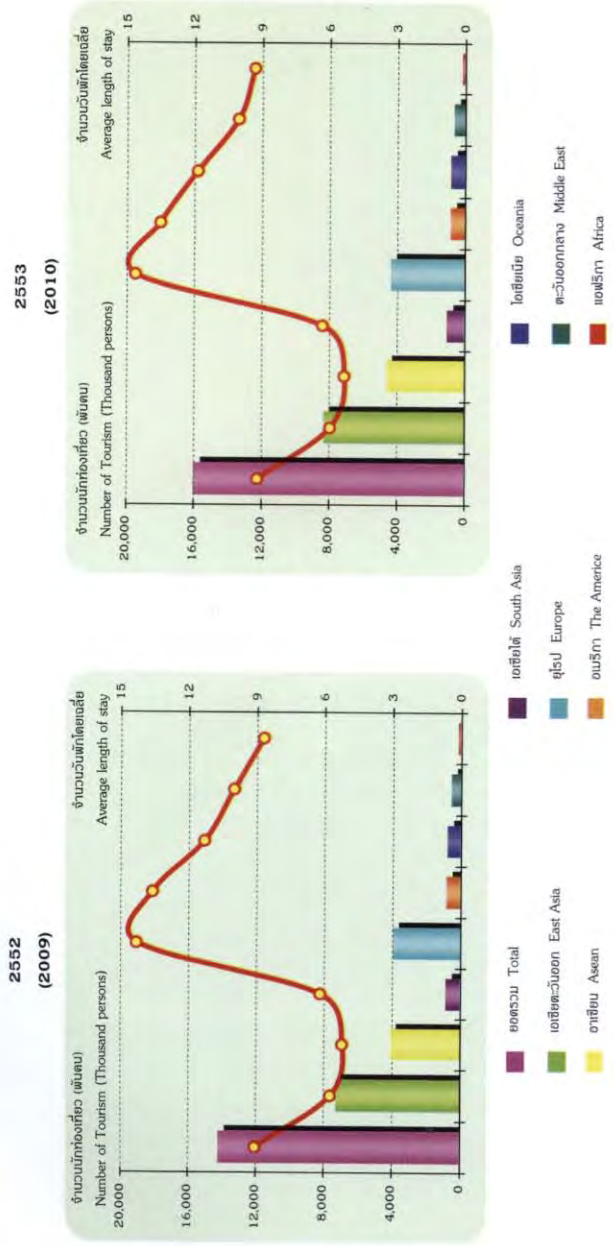 2552
(2009)
จำนวนนักท่องเที่ยว (พันคน)
Number of Tourism (Thousand persons)
จำนวนวันพักโดยเฉลี่ย
Average length of stay
20,000
16,000
12,000
8,000
4,000
0
15
12
9
6
3
0
2553
(2010)
จำนวนนักท่องเที่ยว (พันคน)
Number of Tourism (Thousand persons)
จำนวนวันพักโดยเฉลี่ย
Average length of stay
20,000
16,000
12,000
8,000
4,000
0
15
12
9
6
3
0
ยอดรวม Total
เอเชียตะวันออก East Asia
อาเซียน Asean
เอเชียใต้ South Asia
ยุโรป Europe
อเมริกา The Americe
โอเชียเนีย Oceania
ตะวันออกกลาง Middle East
แอฟริกา Africa